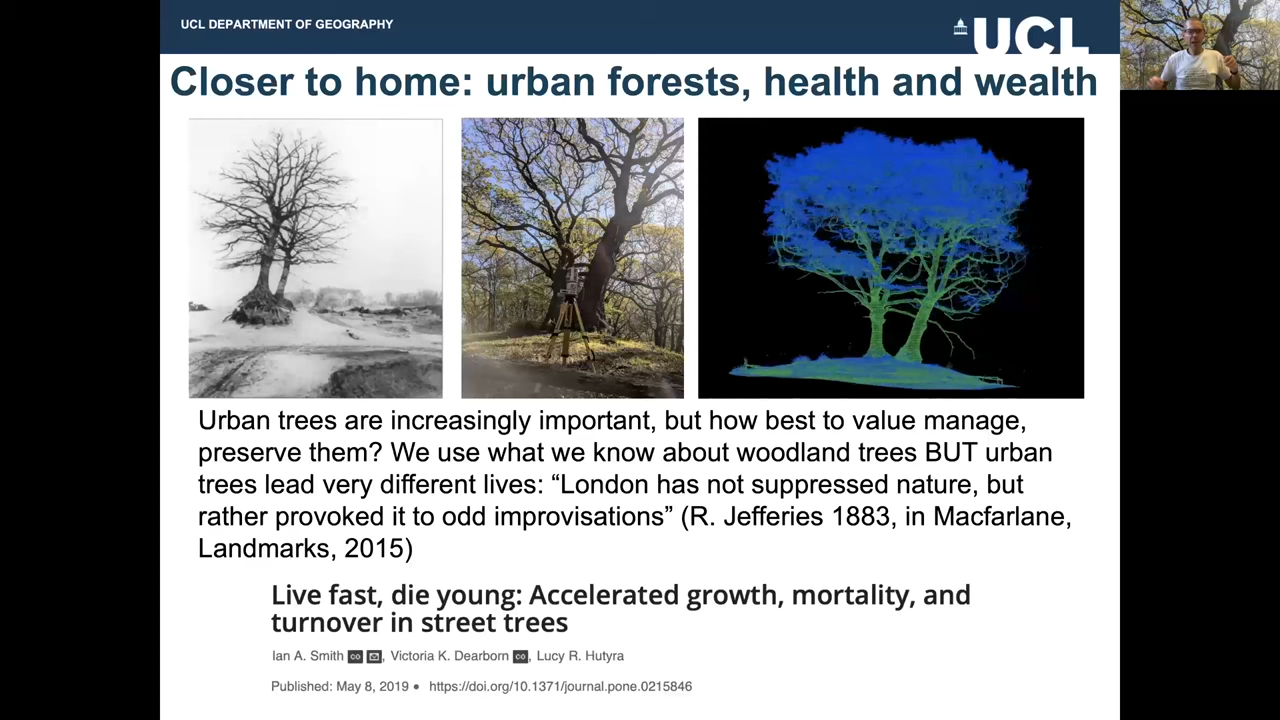 UCL DEPARTMENT OF GEOGRAPHY
UCL
Closer to home: urban forests, health and wealth
Urban trees are increasingly important, but how best to value manage,
preserve them? We use what we know about woodland trees BUT urban
trees lead very different lives: “London has not suppressed nature, but
rather provoked it to odd improvisations” (R. Jefferies 1883, in Macfarlane,
Landmarks, 2015)
Live fast, die young: Accelerated growth, mortality, and
turnover in street trees
Ian A. Smith co , Victoria K. Dearborn co , Lucy R. Hutyra
Published: May 8, 2019 • https://doi.org/10.1371/journal.pone.0215846